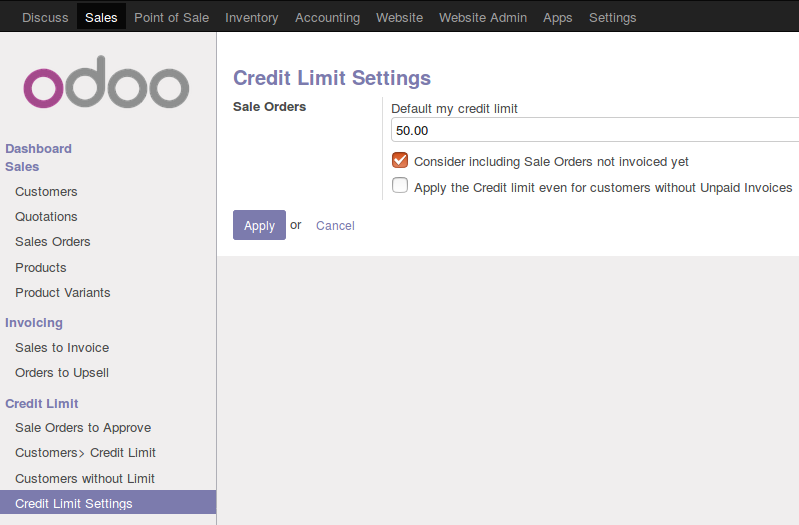 Discuss Sales Point of Sale Inventory Accounting Website Website Admin Apps Settings
odoo
Dashboard
Sales
Customers
Quotations
Sales Orders
Products
Product Variants
Invoicing
Sales to Invoice
Orders to Upsell
Credit Limit
Sale Orders to Approve
Customers> Credit Limit
Customers without Limit
Credit Limit Settings
Credit Limit Settings
Sale Orders
Default my credit limit
50.00
Consider including Sale Orders not invoiced yet
Apply the Credit limit even for customers without Unpaid Invoices
Apply or Cancel